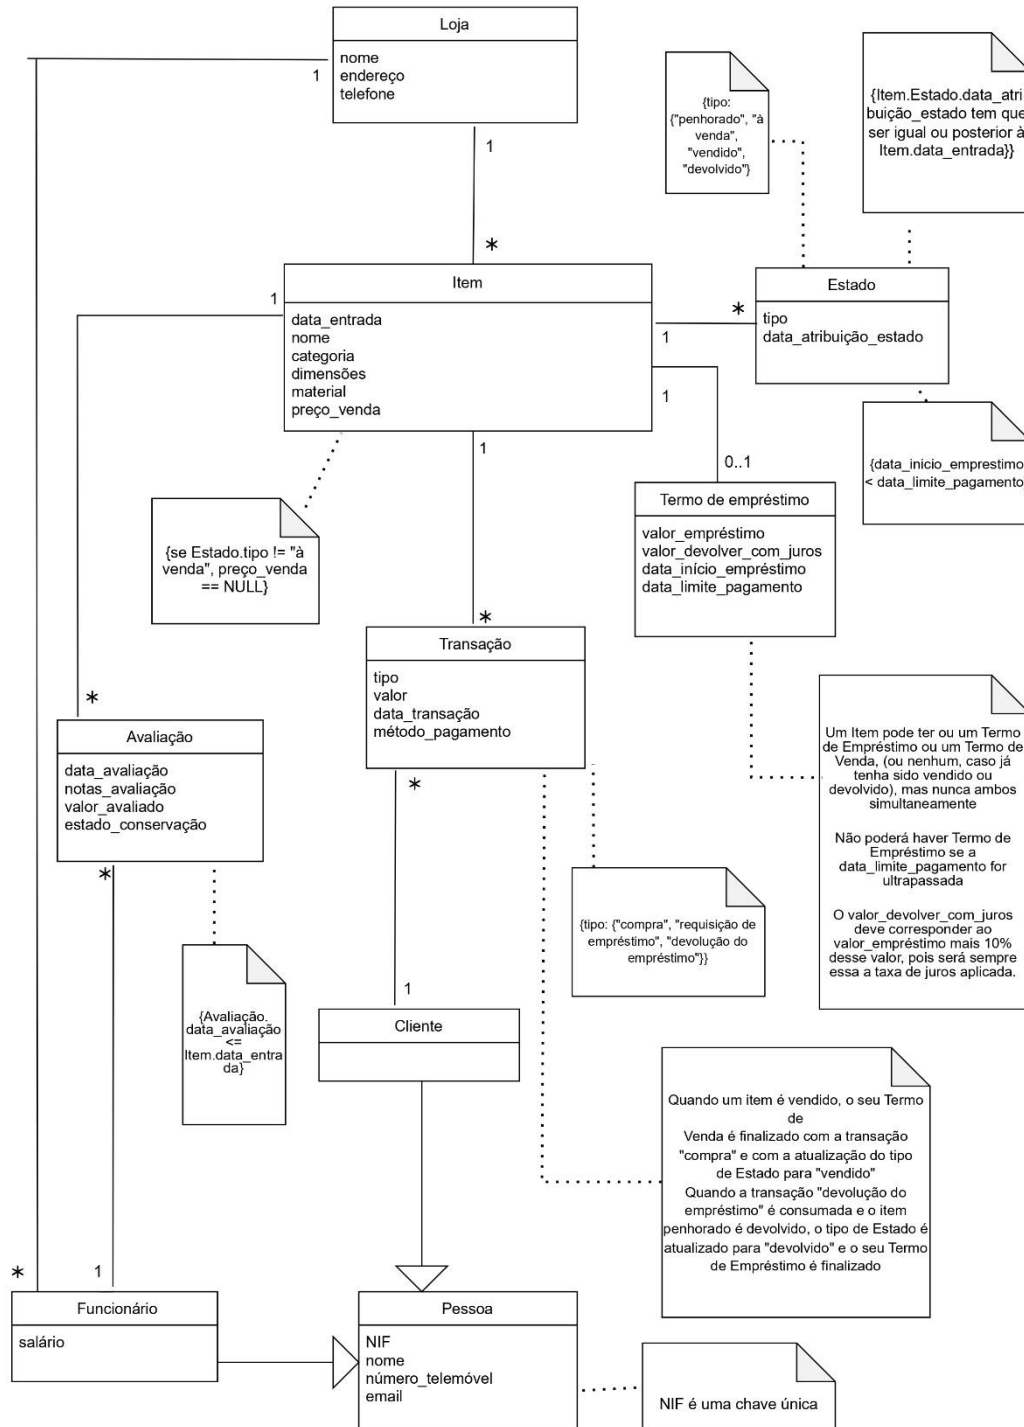 Loja
nome
endereço
telefone
1
1
*
{tipo:
{"penhorado", "à
venda",
"vendido",
"devolvido"}
{Item.Estado.data_atri
buição_estado tem que
ser igual ou posterior à
Item.data_entrada}}
Item
data_entrada
nome
categoria
dimensões
material
preço_venda
1
1
1
1
*
Estado
tipo
data_atribuição_estado
{data_inicio_emprestimo
< data_limite_pagamento
0..1
Termo de empréstimo
valor_empréstimo
valor_devolver_com_juros
data_início_empréstimo
data_limite_pagamento
{se Estado.tipo != "à
venda", preço_venda
== NULL}
*
Transação
tipo
valor
data_transação
método_pagamento
*
*
Avaliação
data_avaliação
notas_avaliação
valor_avaliado
estado_conservação
*
Um Item pode ter ou um Termo
de Empréstimo ou um Termo de
Venda, (ou nenhum, caso já
tenha sido vendido ou
devolvido), mas nunca ambos
simultaneamente
Não poderá haver Termo de
Empréstimo se a
data_limite_pagamento for
ultrapassada
O valor_devolver_com_juros
deve corresponder ao
valor_empréstimo mais 10%
desse valor, pois será sempre
essa a taxa de juros aplicada.
{tipo: {"compra", "requisição de
empréstimo", "devolução do
empréstimo"}}
{Avaliação.
data_avaliação
<=
Item.data_entra
da}
1
Cliente
Quando um item é vendido, o seu Termo
de
Venda é finalizado com a transação
"compra" e com a atualização do tipo
de Estado para "vendido"
Quando a transação "devolução do
empréstimo" é consumada e o item
penhorado é devolvido, o tipo de Estado é
atualizado para "devolvido" e o seu Termo
de Empréstimo é finalizado
*
1
Funcionário
salário
Pessoa
NIF
nome
número_telemóvel
email
NIF é uma chave única